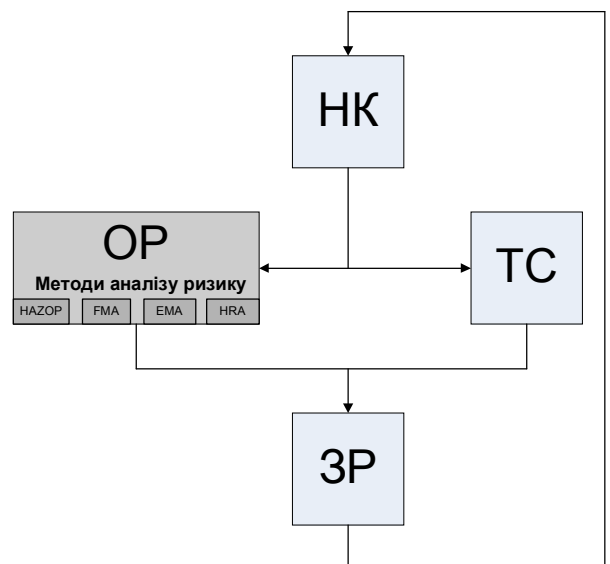 НК
ОР
Методи аналізу ризику
HAZOP FMA EMA HRA
ТС
ЗР